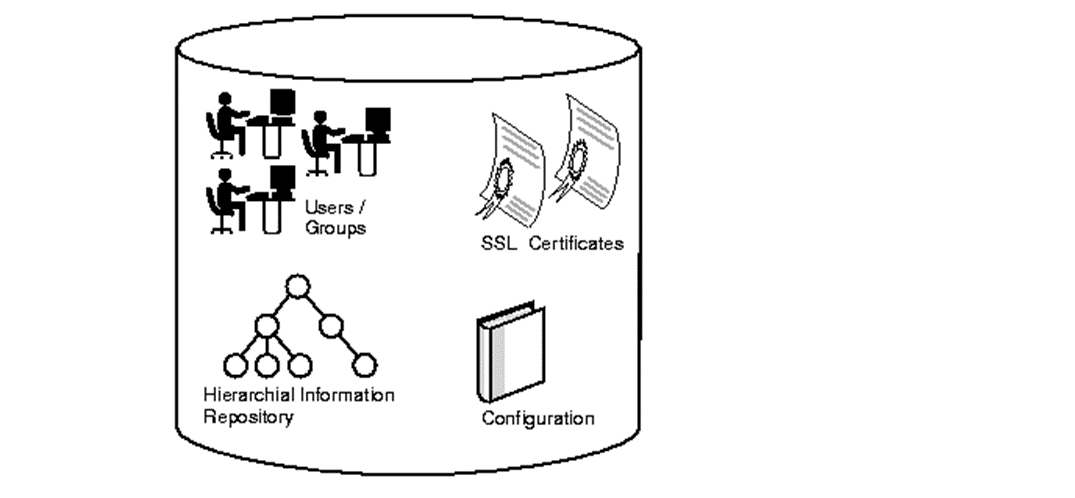 Users /
Groups
SSL Certificates
Hierarchial Information
Repository
Configuration